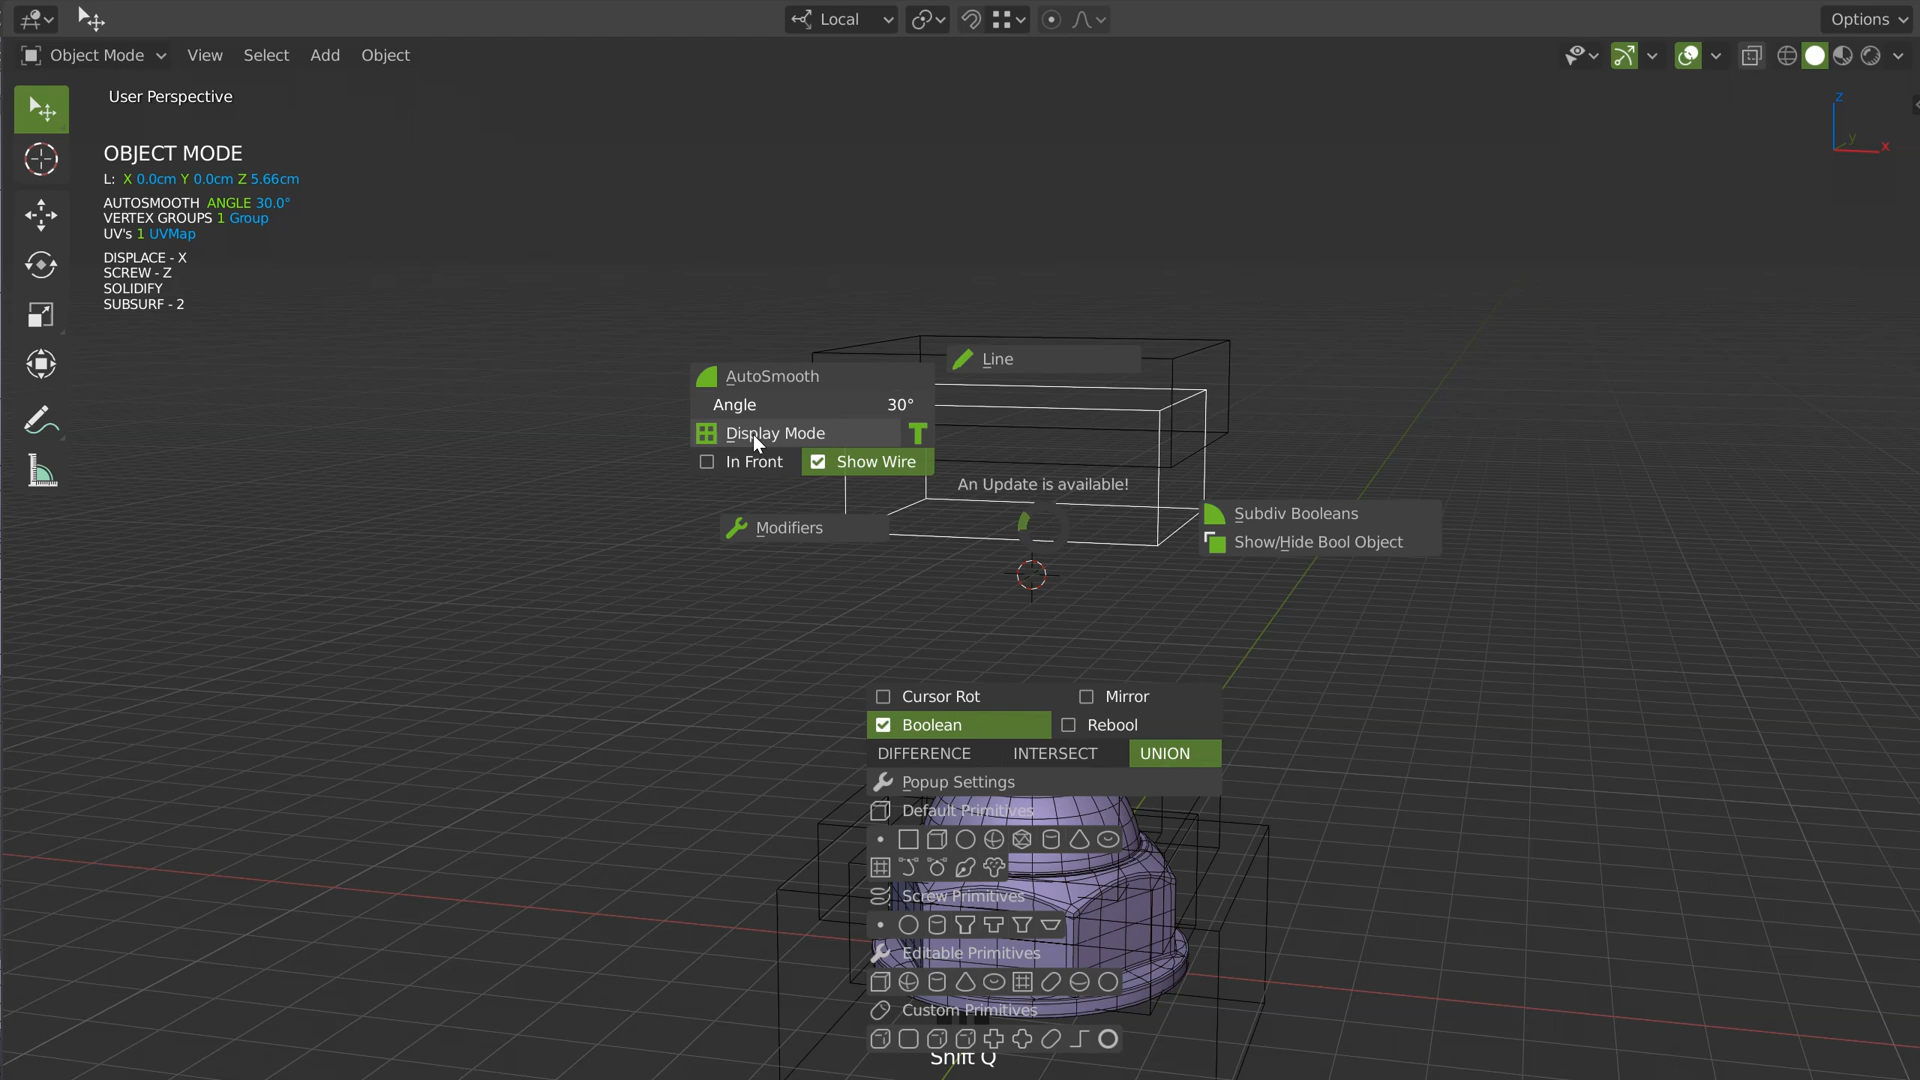 Local
Options
Object Mode View Select Add Object
User Perspective
Z
Y
X
OBJECT MODE
L: X 0.0cm Y 0.0cm Z 5.66cm
AUTOSMOOTH ANGLE 30.0°
VERTEX GROUPS 1 Group
UV's 1 UVMap
DISPLACE - X
SCREW - Z
SOLIDIFY
SUBSURF - 2
Line
AutoSmooth
Angle 30°
Display Mode
In Front Show Wire
An Update is available!
Modifiers
Subdiv Booleans
Show/Hide Bool Object
Cursor Rot Mirror
Boolean Rebool
DIFFERENCE INTERSECT UNION
Popup Settings
Default Primitives
Screw Primitives
Editable Primitives
Custom Primitives
Shift Q